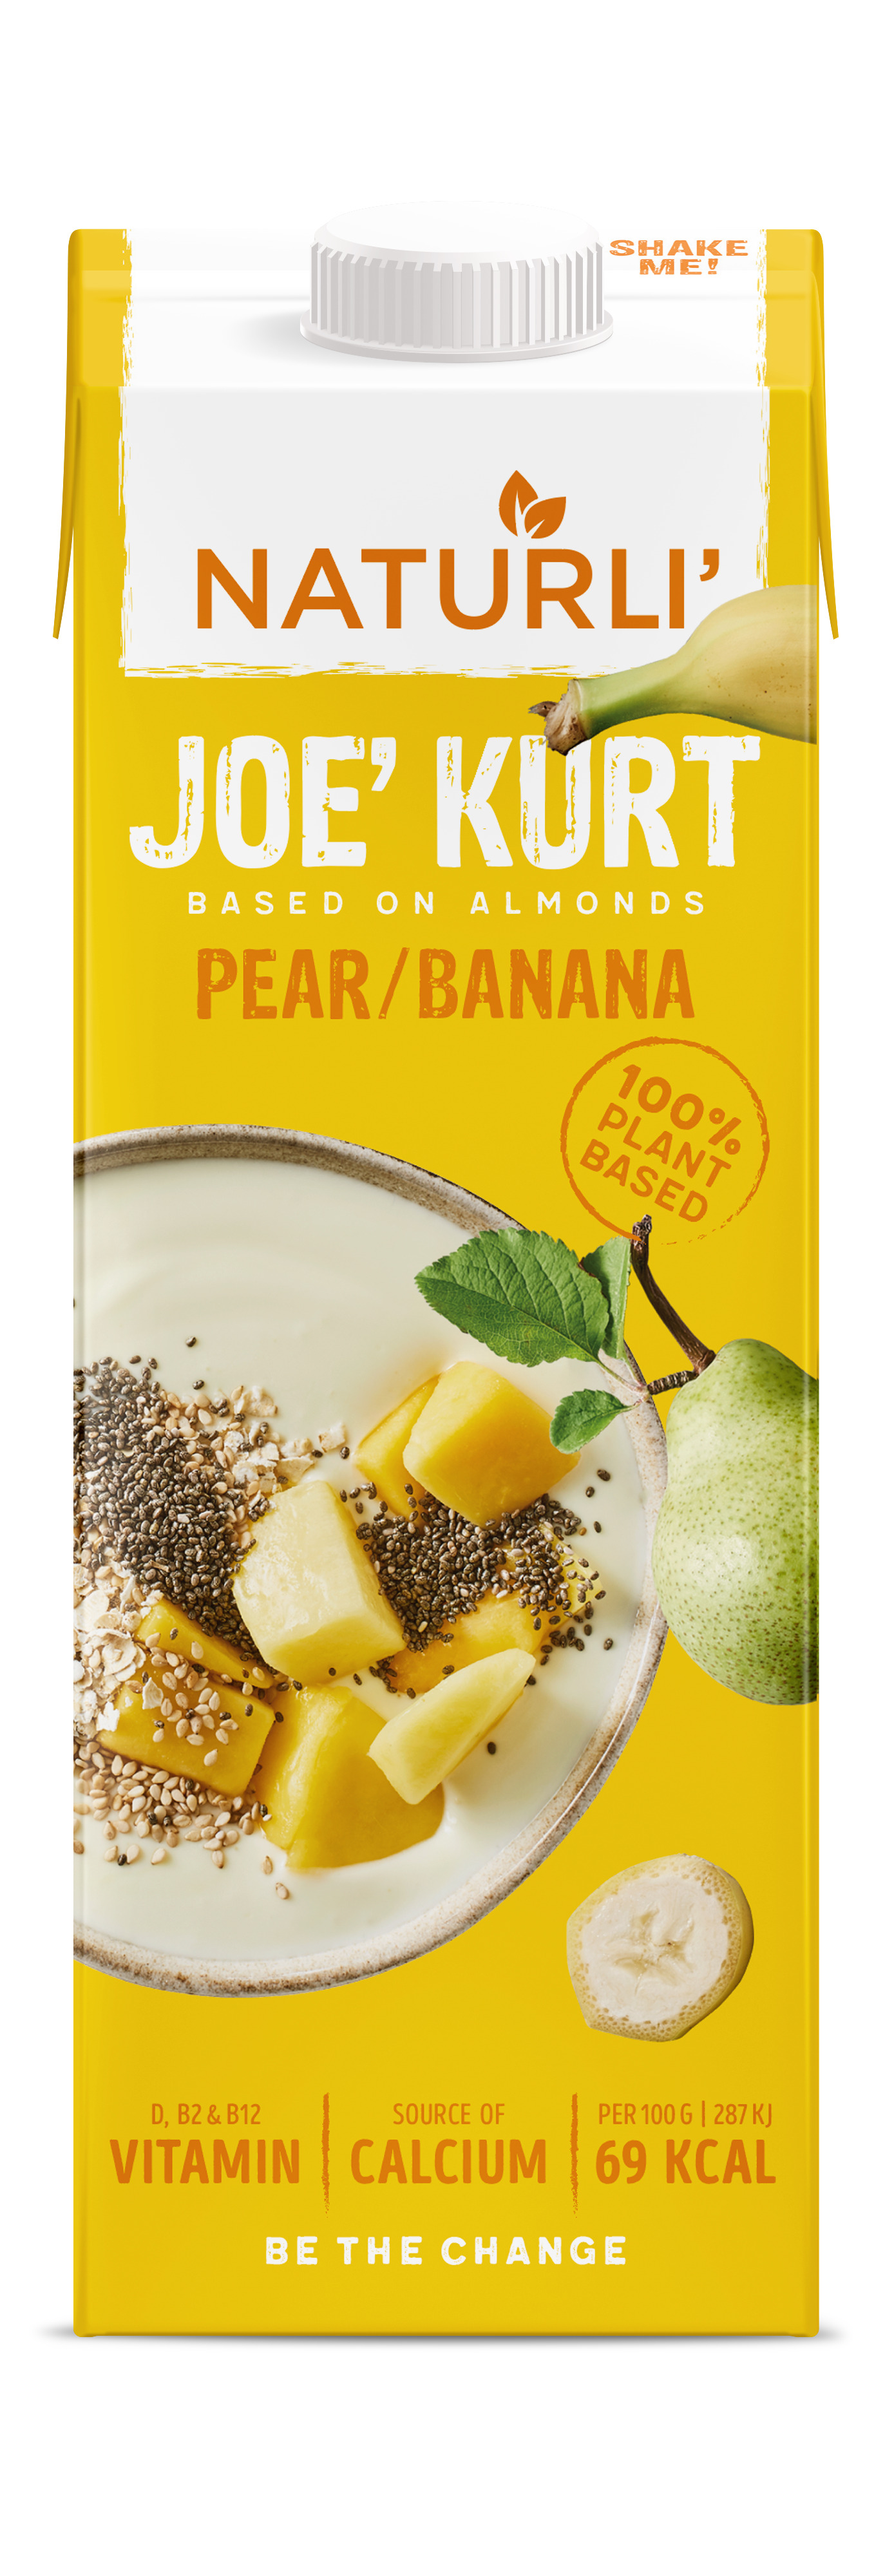 SHAKE
ME!
NATURLI’
JOE’ KURT
BASED ON ALMONDS
PEAR/BANANA
100%
PLANT
BASED
D, B2 & B12
VITAMIN
SOURCE OF
CALCIUM
PER 100 G | 287 KJ
69 KCAL
BE THE CHANGE